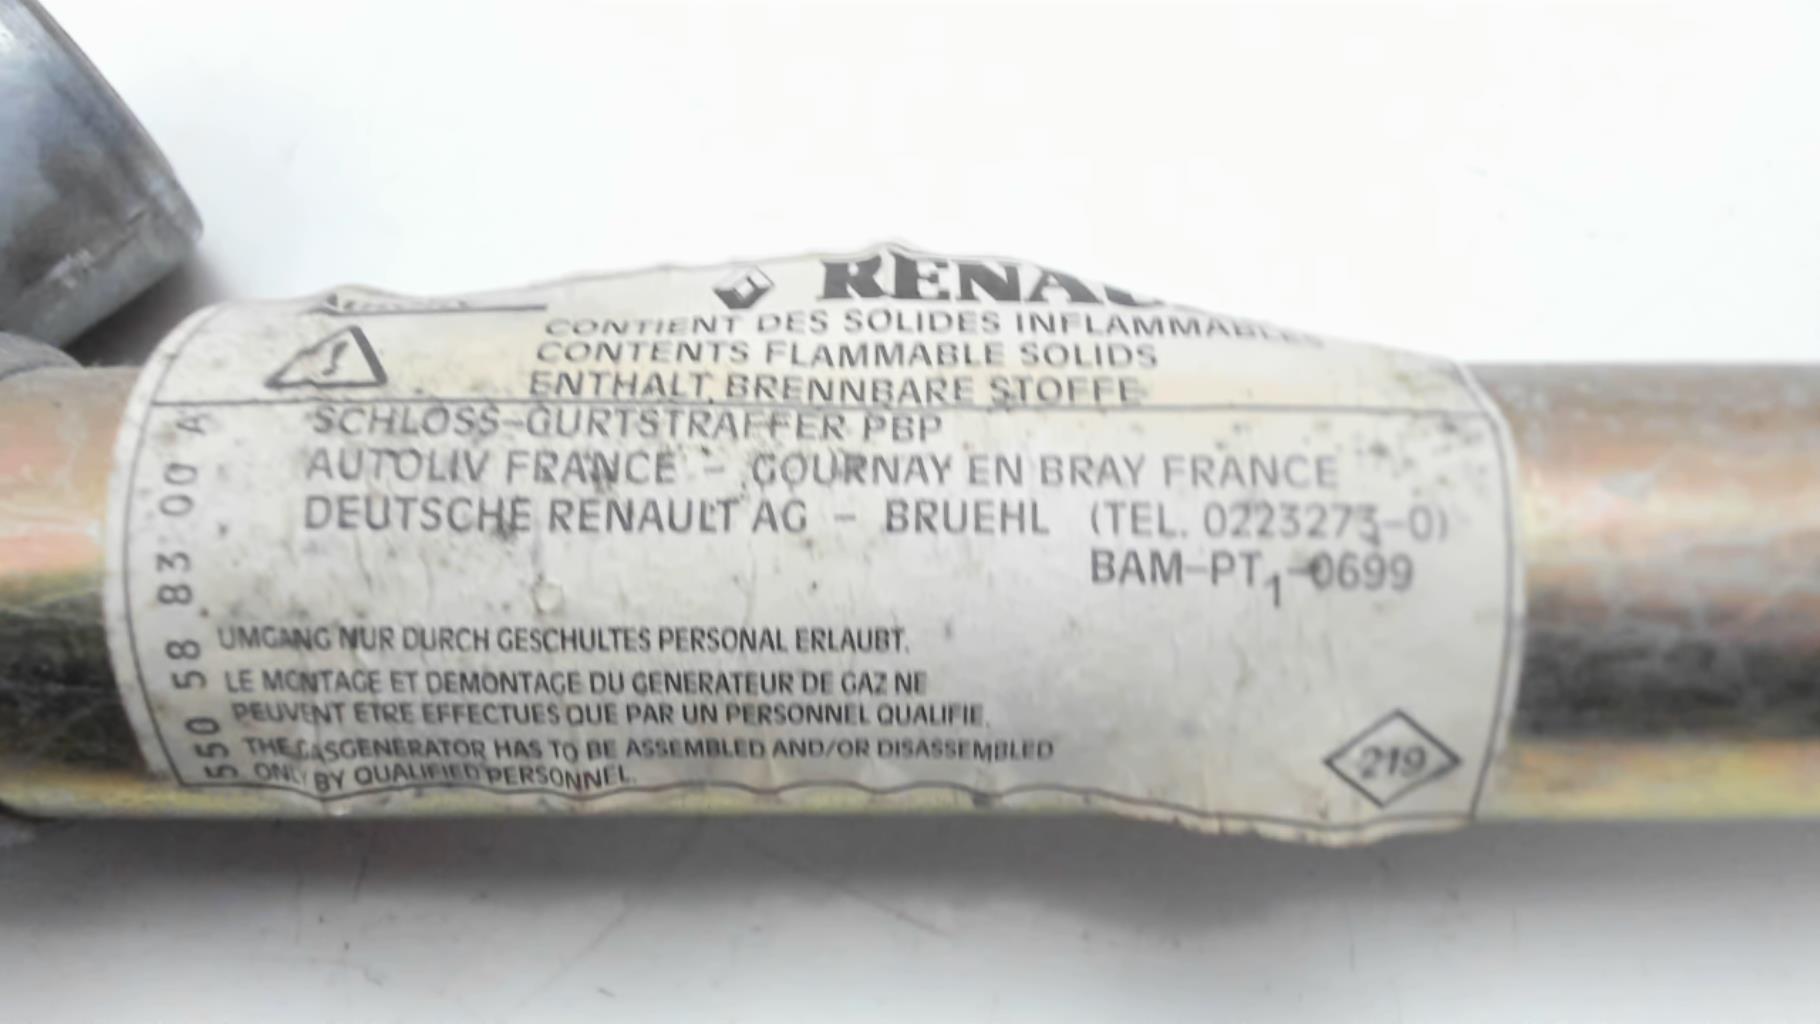 RENAU
CONTIENT DES SOLIDES INFLAMMABLES
CONTENTS FLAMMABLE SOLIDS
ENTHALT BRENNBARE STOFFE
SCHLOSS-GURTSTRAFFER PBP
AUTOLIV FRANCE - GOURNAY EN BRAY FRANCE
DEUTSCHE RENAULT AG - BRUEHL (TEL. 0223273-0)
BAM-PT1-0699
UMGANG NUR DURCH GESCHULTES PERSONAL ERLAUBT.
LE MONTAGE ET DEMONTAGE DU GENERATEUR DE GAZ NE
PEUVENT ETRE EFFECTUES QUE PAR UN PERSONNEL QUALIFIE.
THE GASGENERATOR HAS TO BE ASSEMBLED AND/OR DISASSEMBLED
ONLY BY QUALIFIED PERSONNEL.
219
550 58 83 00 A